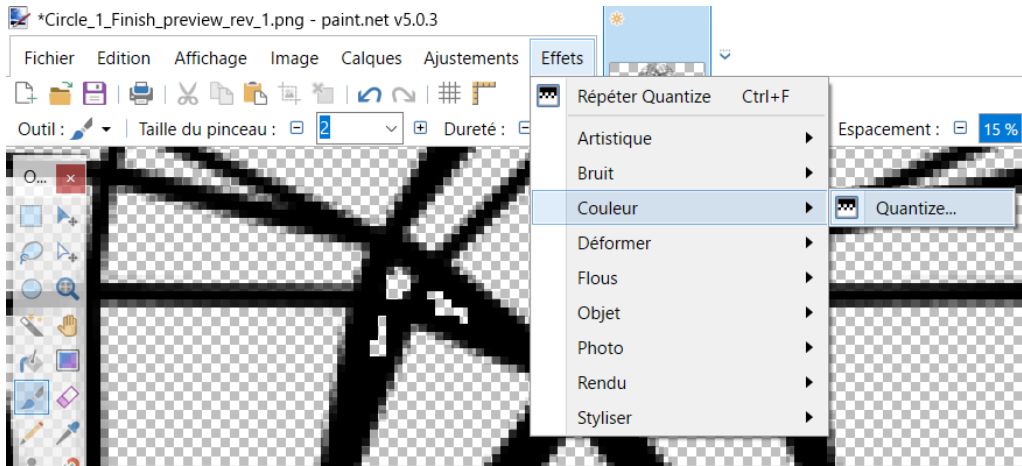 *Circle_1_Finish_preview_rev_1.png - paint.net v5.0.3
Fichier Edition Affichage Image Calques Ajustements Effets
Répéter Quantize Ctrl+F
Outil : Taille du pinceau : 2 Dureté : Espacement : 15 %
Artistique
O...
Bruit
Couleur
Quantize...
Déformer
Flous
Objet
Photo
Rendu
Styliser